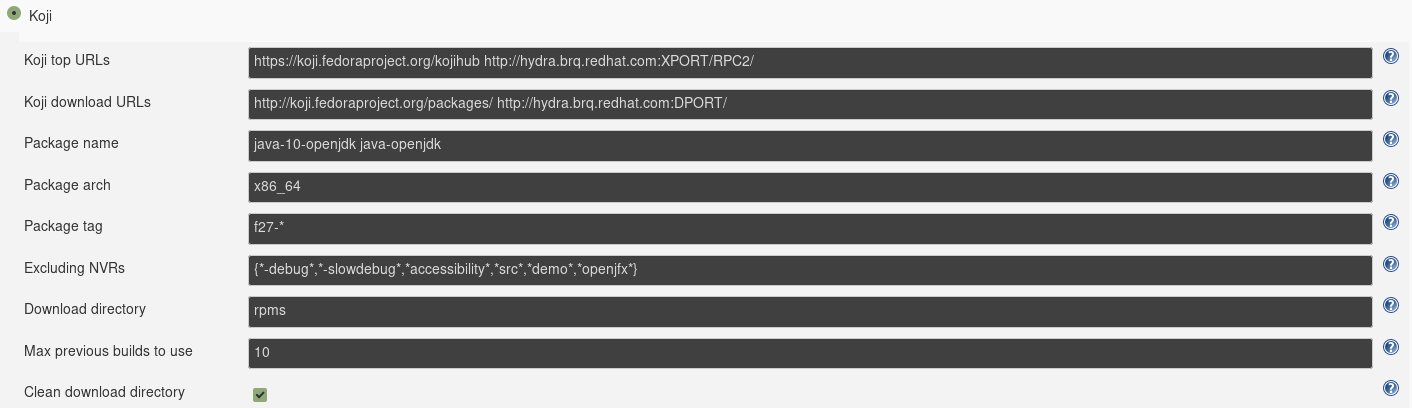 Koji
Koji top URLs https://koji.fedoraproject.org/kojihub http://hydra.brq.redhat.com:XPORT/RPC2/
Koji download URLs http://koji.fedoraproject.org/packages/ http://hydra.brq.redhat.com:DPORT/
Package name java-10-openjdk java-openjdk
Package arch x86_64
Package tag f27-*
Excluding NVRs {*-debug*,*-slowdebug*,*accessibility*,*src*,*demo*,*openjfx*}
Download directory rpms
Max previous builds to use 10
Clean download directory